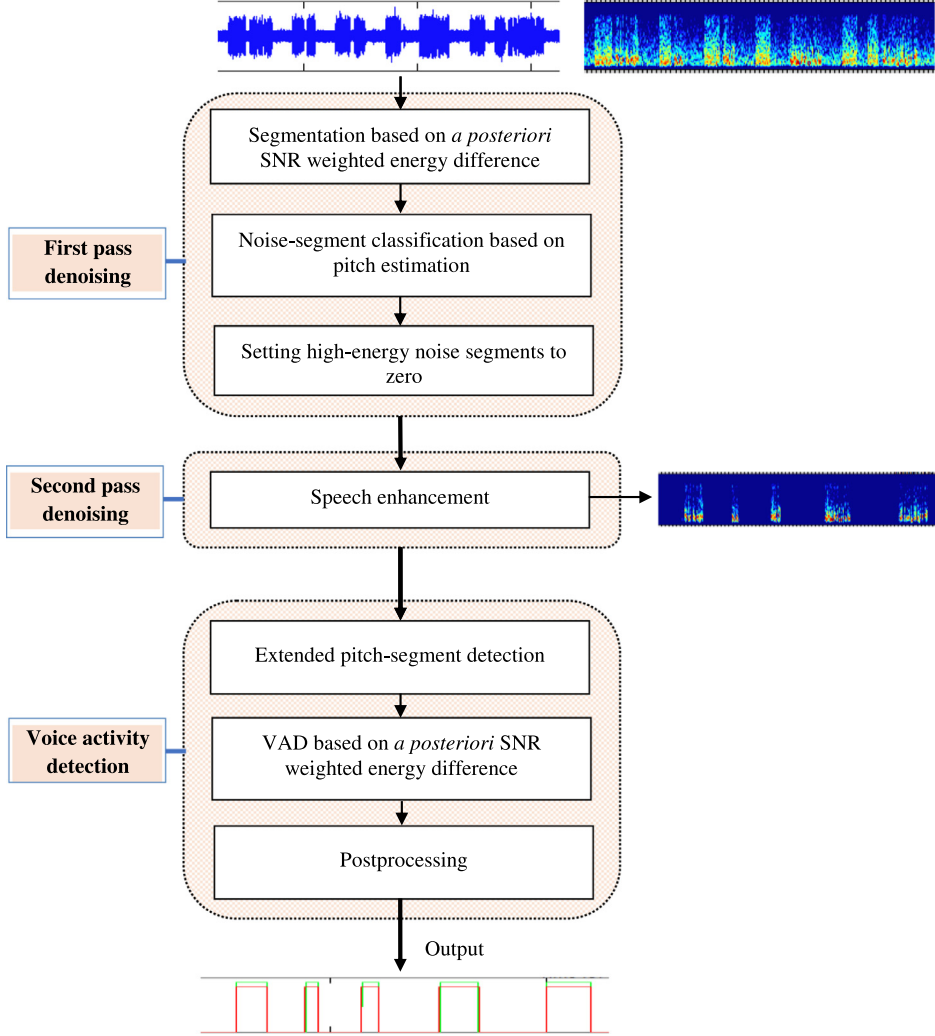 Segmentation based on a posteriori
SNR weighted energy difference
First pass
denoising
Noise-segment classification based on
pitch estimation
Setting high-energy noise segments to
zero
Second pass
denoising
Speech enhancement
Extended pitch-segment detection
Voice activity
detection
VAD based on a posteriori SNR
weighted energy difference
Postprocessing
Output